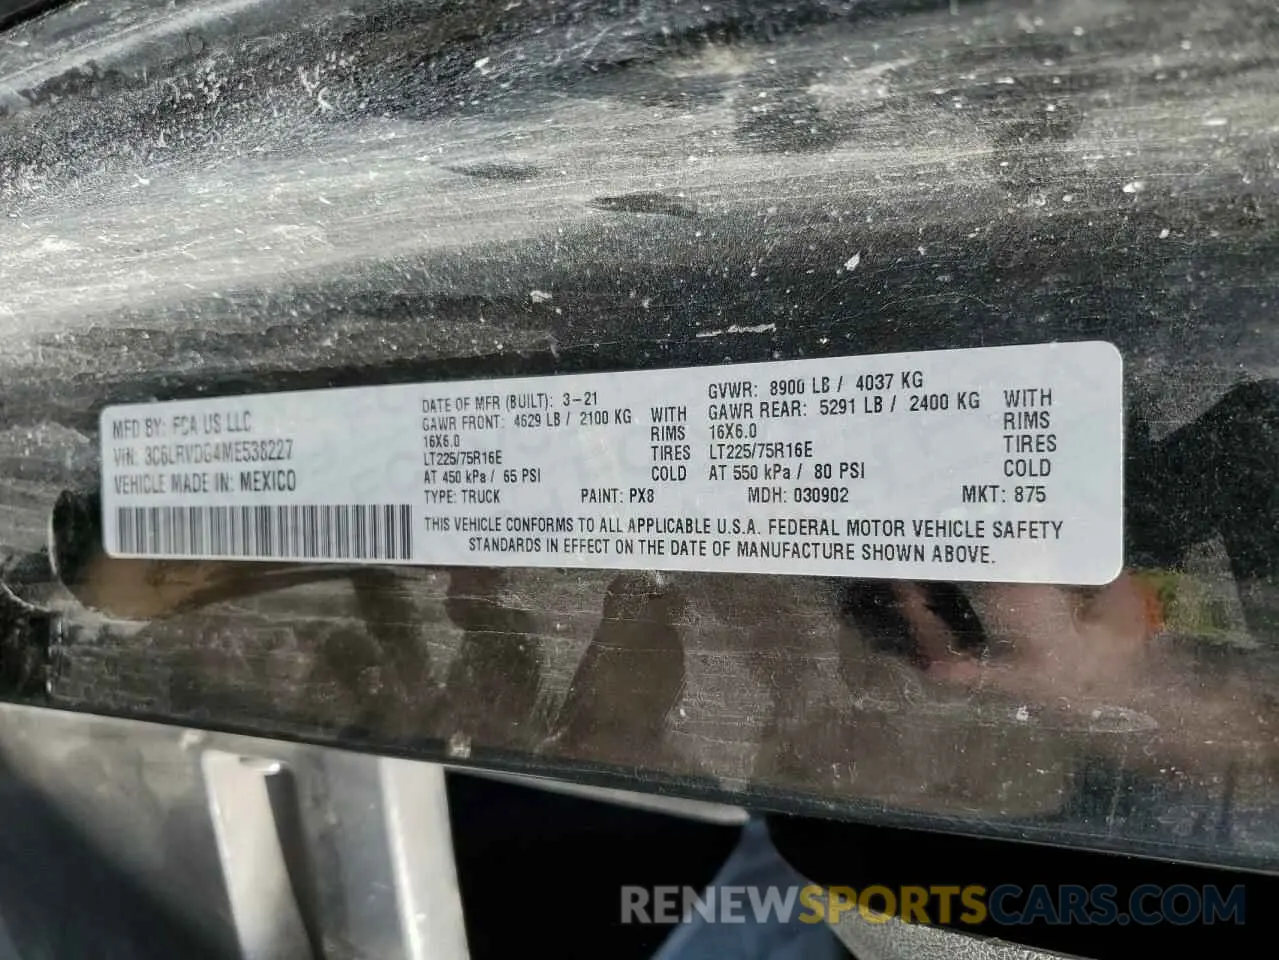 MFD BY: FCA US LLC
VIN: 3C6LRVDG4ME538227
VEHICLE MADE IN: MEXICO
DATE OF MFR (BUILT): 3-21
GAWR FRONT: 4629 LB / 2100 KG WITH
16X6.0 RIMS
LT225/75R16E TIRES
AT 450 kPa / 65 PSI COLD
GVWR: 8900 LB / 4037 KG
GAWR REAR: 5291 LB / 2400 KG WITH
16X6.0 RIMS
LT225/75R16E TIRES
AT 550 kPa / 80 PSI COLD
TYPE: TRUCK PAINT: PX8 MDH: 030902 MKT: 875
THIS VEHICLE CONFORMS TO ALL APPLICABLE U.S.A. FEDERAL MOTOR VEHICLE SAFETY
STANDARDS IN EFFECT ON THE DATE OF MANUFACTURE SHOWN ABOVE.
RENEWSPORTSCARS.COM